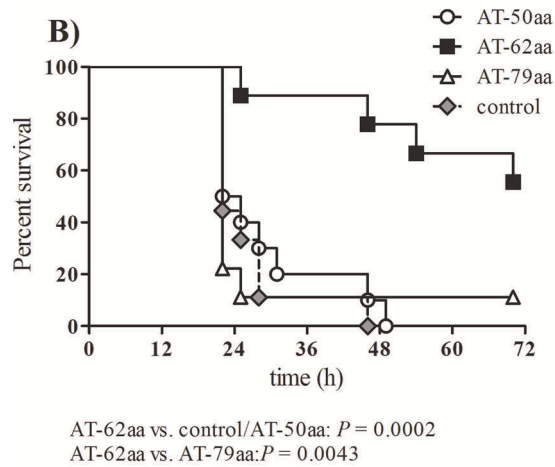 B)
AT-50aa
AT-62aa
AT-79aa
control
Percent survival
100
80
60
40
20
0
0 12 24 36 48 60 72
time (h)
AT-62aa vs. control/AT-50aa: P = 0.0002
AT-62aa vs. AT-79aa:P = 0.0043